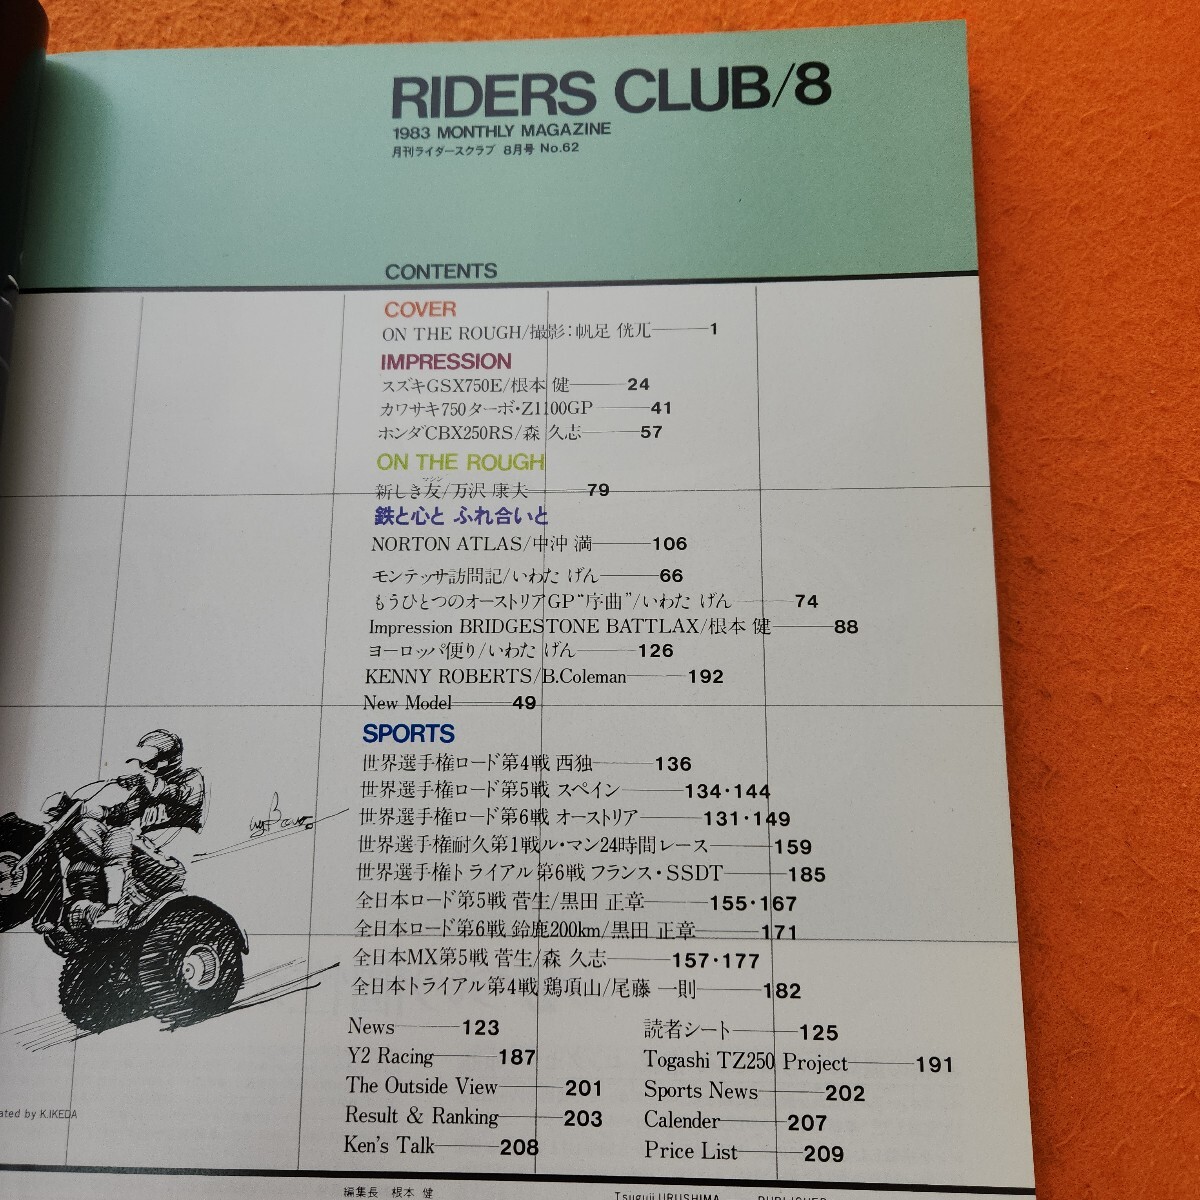 RIDERS CLUB/8
1983 MONTHLY MAGAZINE
月刊ライダースクラブ 8月号 No.62
CONTENTS
COVER
ON THE ROUGH/撮影:帆足 侊兀 1
IMPRESSION
スズキGSX750E/根本 健 24
カワサキ750ターボ・Z1100GP 41
ホンダCBX250RS/森 久志 57
ON THE ROUGH
マシン
新しき友/万沢 康夫 79
鉄と心と ふれ合いと
NORTON ATLAS/中沖 満 106
モンテッサ訪問記/いわた げん 66
もうひとつのオーストリアGP“序曲”/いわた げん 74
Impression BRIDGESTONE BATTLAX/根本 健 88
ヨーロッパ便り/いわた げん 126
KENNY ROBERTS/B.Coleman 192
New Model 49
SPORTS
世界選手権ロード第4戦 西独 136
世界選手権ロード第5戦 スペイン 134・144
世界選手権ロード第6戦 オーストリア 131・149
世界選手権耐久第1戦ル・マン24時間レース 159
世界選手権トライアル第6戦 フランス・SSDT 185
全日本ロード第5戦 菅生/黒田 正章 155・167
全日本ロード第6戦 鈴鹿200km/黒田 正章 171
全日本MX第5戦 菅生/森 久志 157・177
全日本トライアル第4戦 鶏頂山/尾藤 一則 182
News 123
Y2 Racing 187
The Outside View 201
Result & Ranking 203
Ken's Talk 208
読者シート 125
Togashi TZ250 Project 191
Sports News 202
Calender 207
Price List 209
ated by K.IKEDA
編集長 根本 健
Tsuguji URUSHIMA PUBLISHER